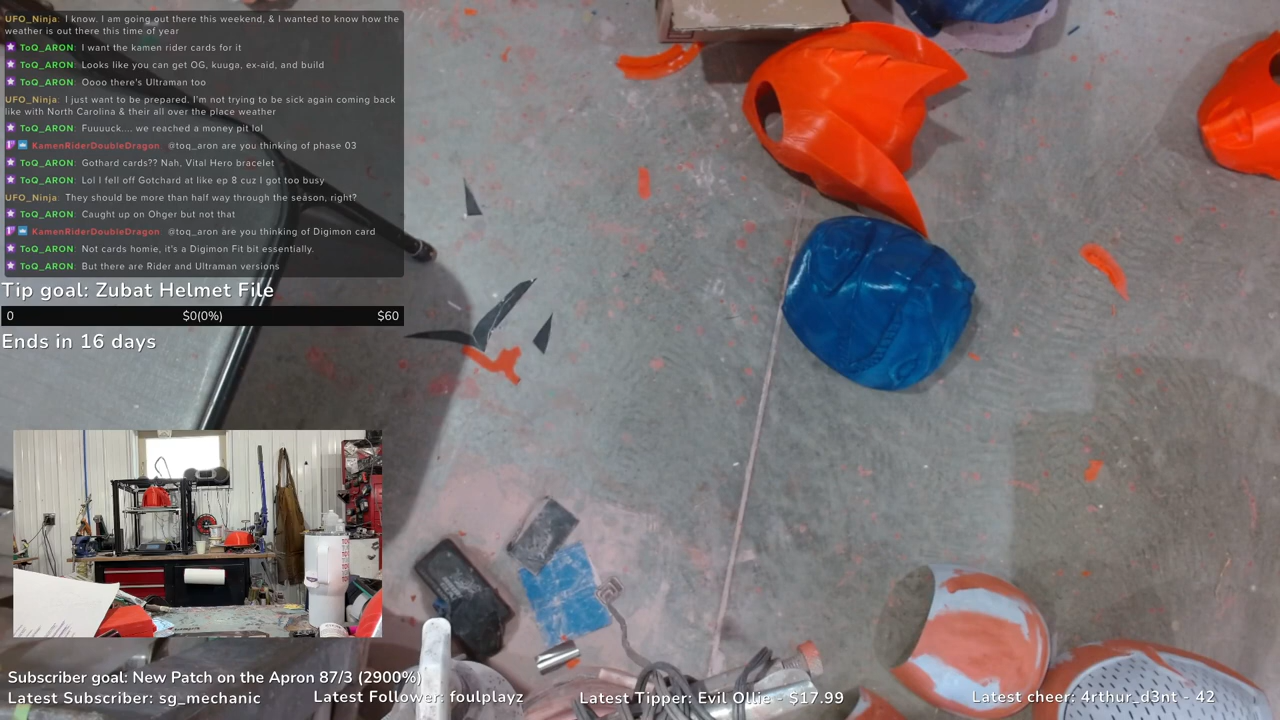 UFO_Ninja: I know. I am going out there this weekend, & I wanted to know how the
weather is out there this time of year
ToQ_ARON: I want the kamen rider cards for it
ToQ_ARON: Looks like you can get OG, kuuga, ex-aid, and build
ToQ_ARON: Oooo there's Ultraman too
UFO_Ninja: I just want to be prepared. I'm not trying to be sick again coming back
like with North Carolina & their all over the place weather
ToQ_ARON: Fuuuuck.... we reached a money pit lol
KamenRiderDoubleDragon @toq_aron are you thinking of phase 03
ToQ_ARON: Gothard cards?? Nah, Vital Hero bracelet
ToQ_ARON: Lol I fell off Gotchard at like ep 8 cuz I got too busy
UFO_Ninja: They should be more than half way through the season, right?
ToQ_ARON: Caught up on Ohger but not that
KamenRiderDoubleDragon @toq_aron are you thinking of Digimon card
ToQ_ARON: Not cards homie, it's a Digimon Fit bit essentially.
ToQ_ARON: But there are Rider and Ultraman versions
Tip goal: Zubat Helmet File
0 $0(0%) $60
Ends in 16 days
Subscriber goal: New Patch on the Apron 87/3 (2900%)
Latest Subscriber: sg_mechanic
Latest Follower: foulplayz
Latest Tipper: Evil Ollie - $17.99
Latest cheer: 4rthur_d3nt - 42